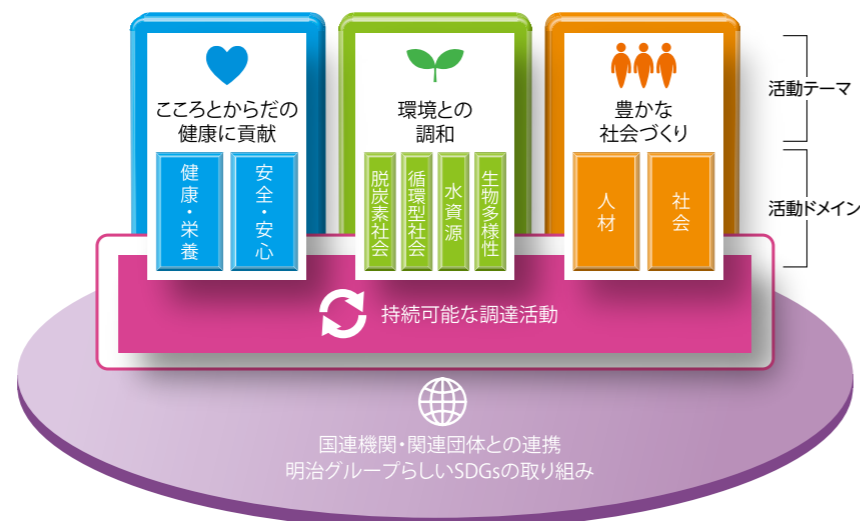 こころとからだの
健康に貢献
健康・栄養
安全・安心
環境との
調和
脱炭素社会
循環型社会
水資源
生物多様性
豊かな
社会づくり
人材
社会
活動テーマ
活動ドメイン
持続可能な調達活動
国連機関・関連団体との連携
明治グループらしいSDGsの取り組み